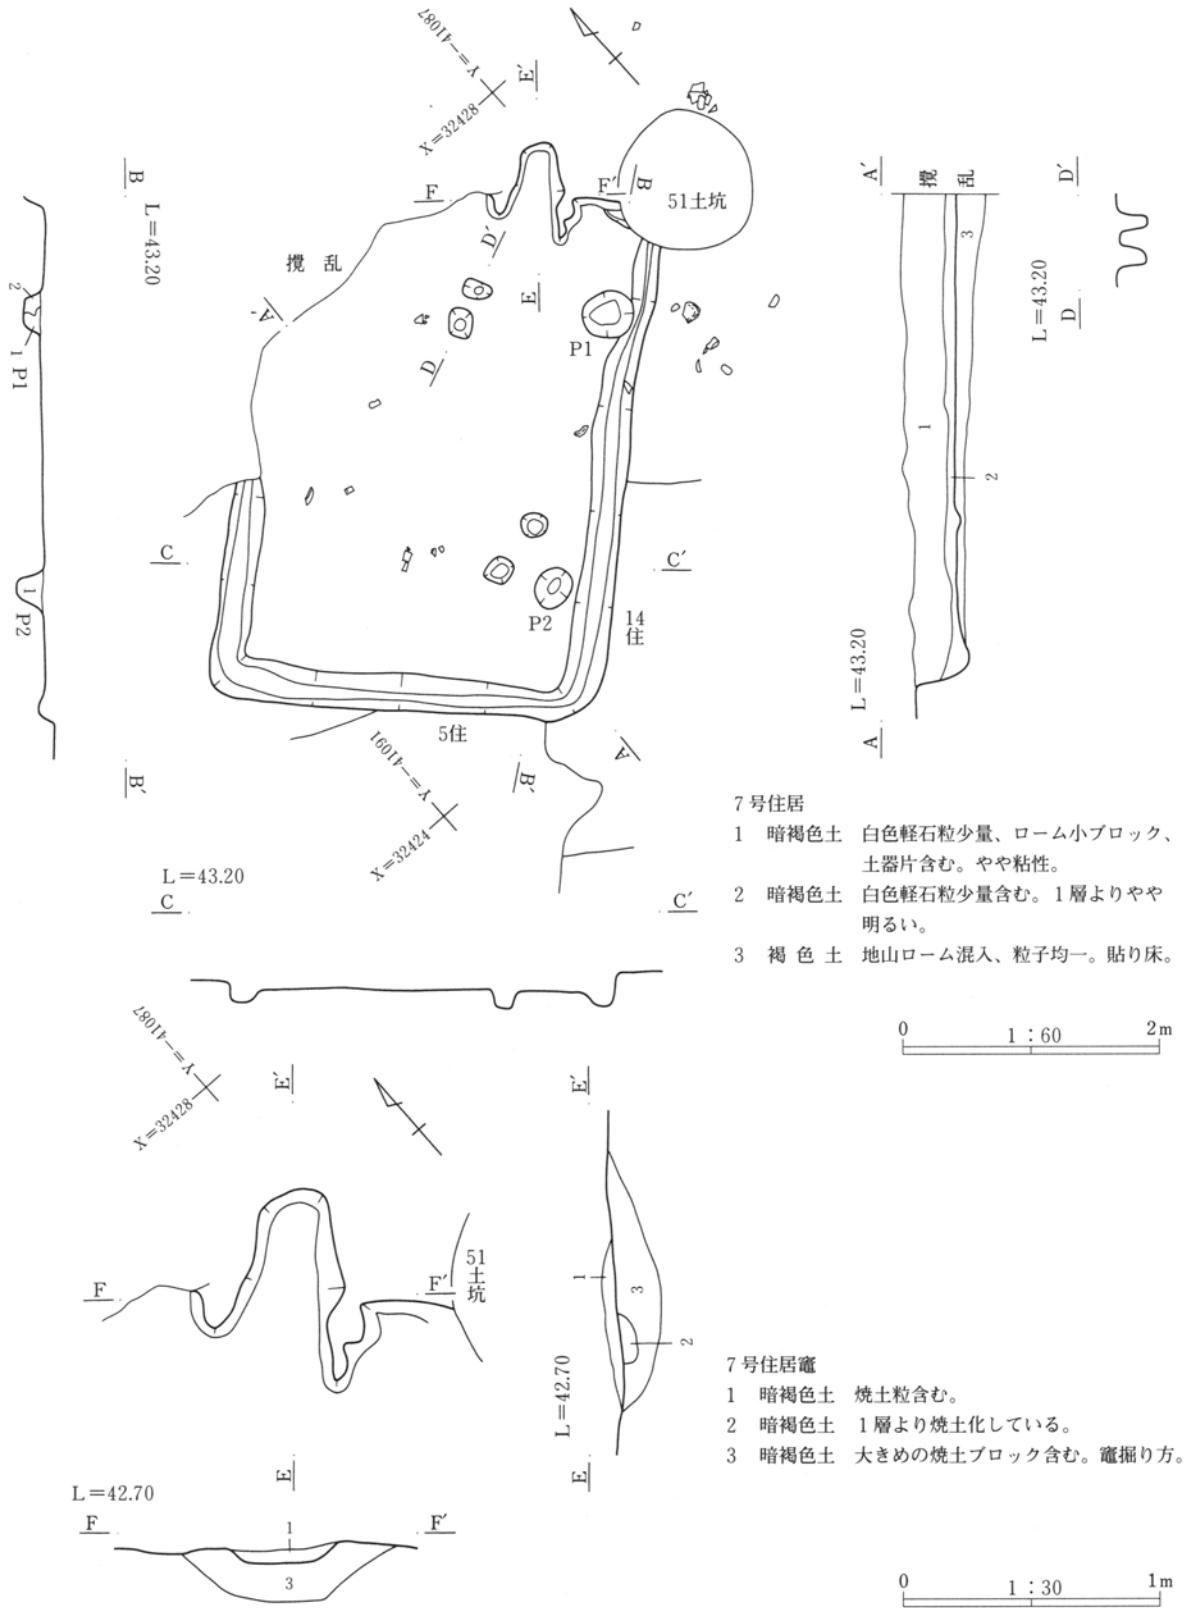 Y=-41087
X=32428
E′
F
F′
B
51土坑
B
L=43.20
攪 乱
A′
D′
E
D
P1
2
1
P1
1
P2
C
C′
P2
14住
5住
A
B′
B′
Y=-41091
X=32424
A′
攪 乱
3
1
2
L=43.20
A
D′
L=43.20
D
L=43.20
C
C′
7号住居
1 暗褐色土 白色軽石粒少量、ローム小ブロック、
土器片含む。やや粘性。
2 暗褐色土 白色軽石粒少量含む。1層よりやや
明るい。
3 褐色土 地山ローム混入、粒子均一。貼り床。
0 1:60 2m
Y=-41087
X=32428
E′
F
F′
51土坑
E
E′
1
3
2
L=42.70
E
L=42.70
F
1
F′
3
7号住居竈
1 暗褐色土 焼土粒含む。
2 暗褐色土 1層より焼土化している。
3 暗褐色土 大きめの焼土ブロック含む。竈掘り方。
0 1:30 1m